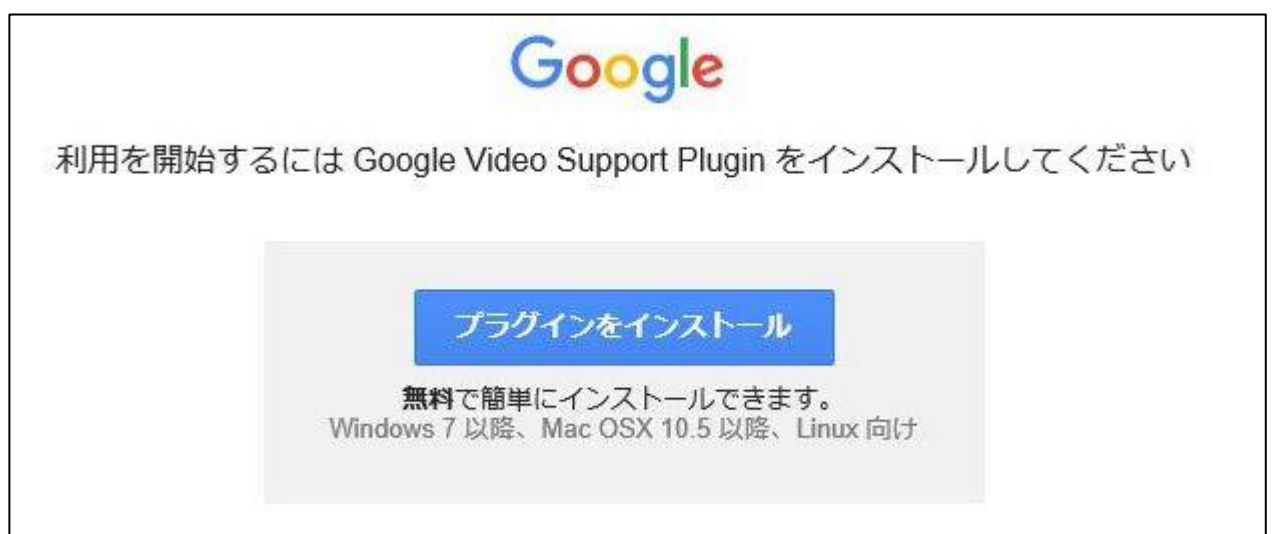 Google
利用を開始するには Google Video Support Plugin をインストールしてください
プラグインをインストール
無料で簡単にインストールできます。
Windows 7 以降、Mac OSX 10.5 以降、Linux 向け